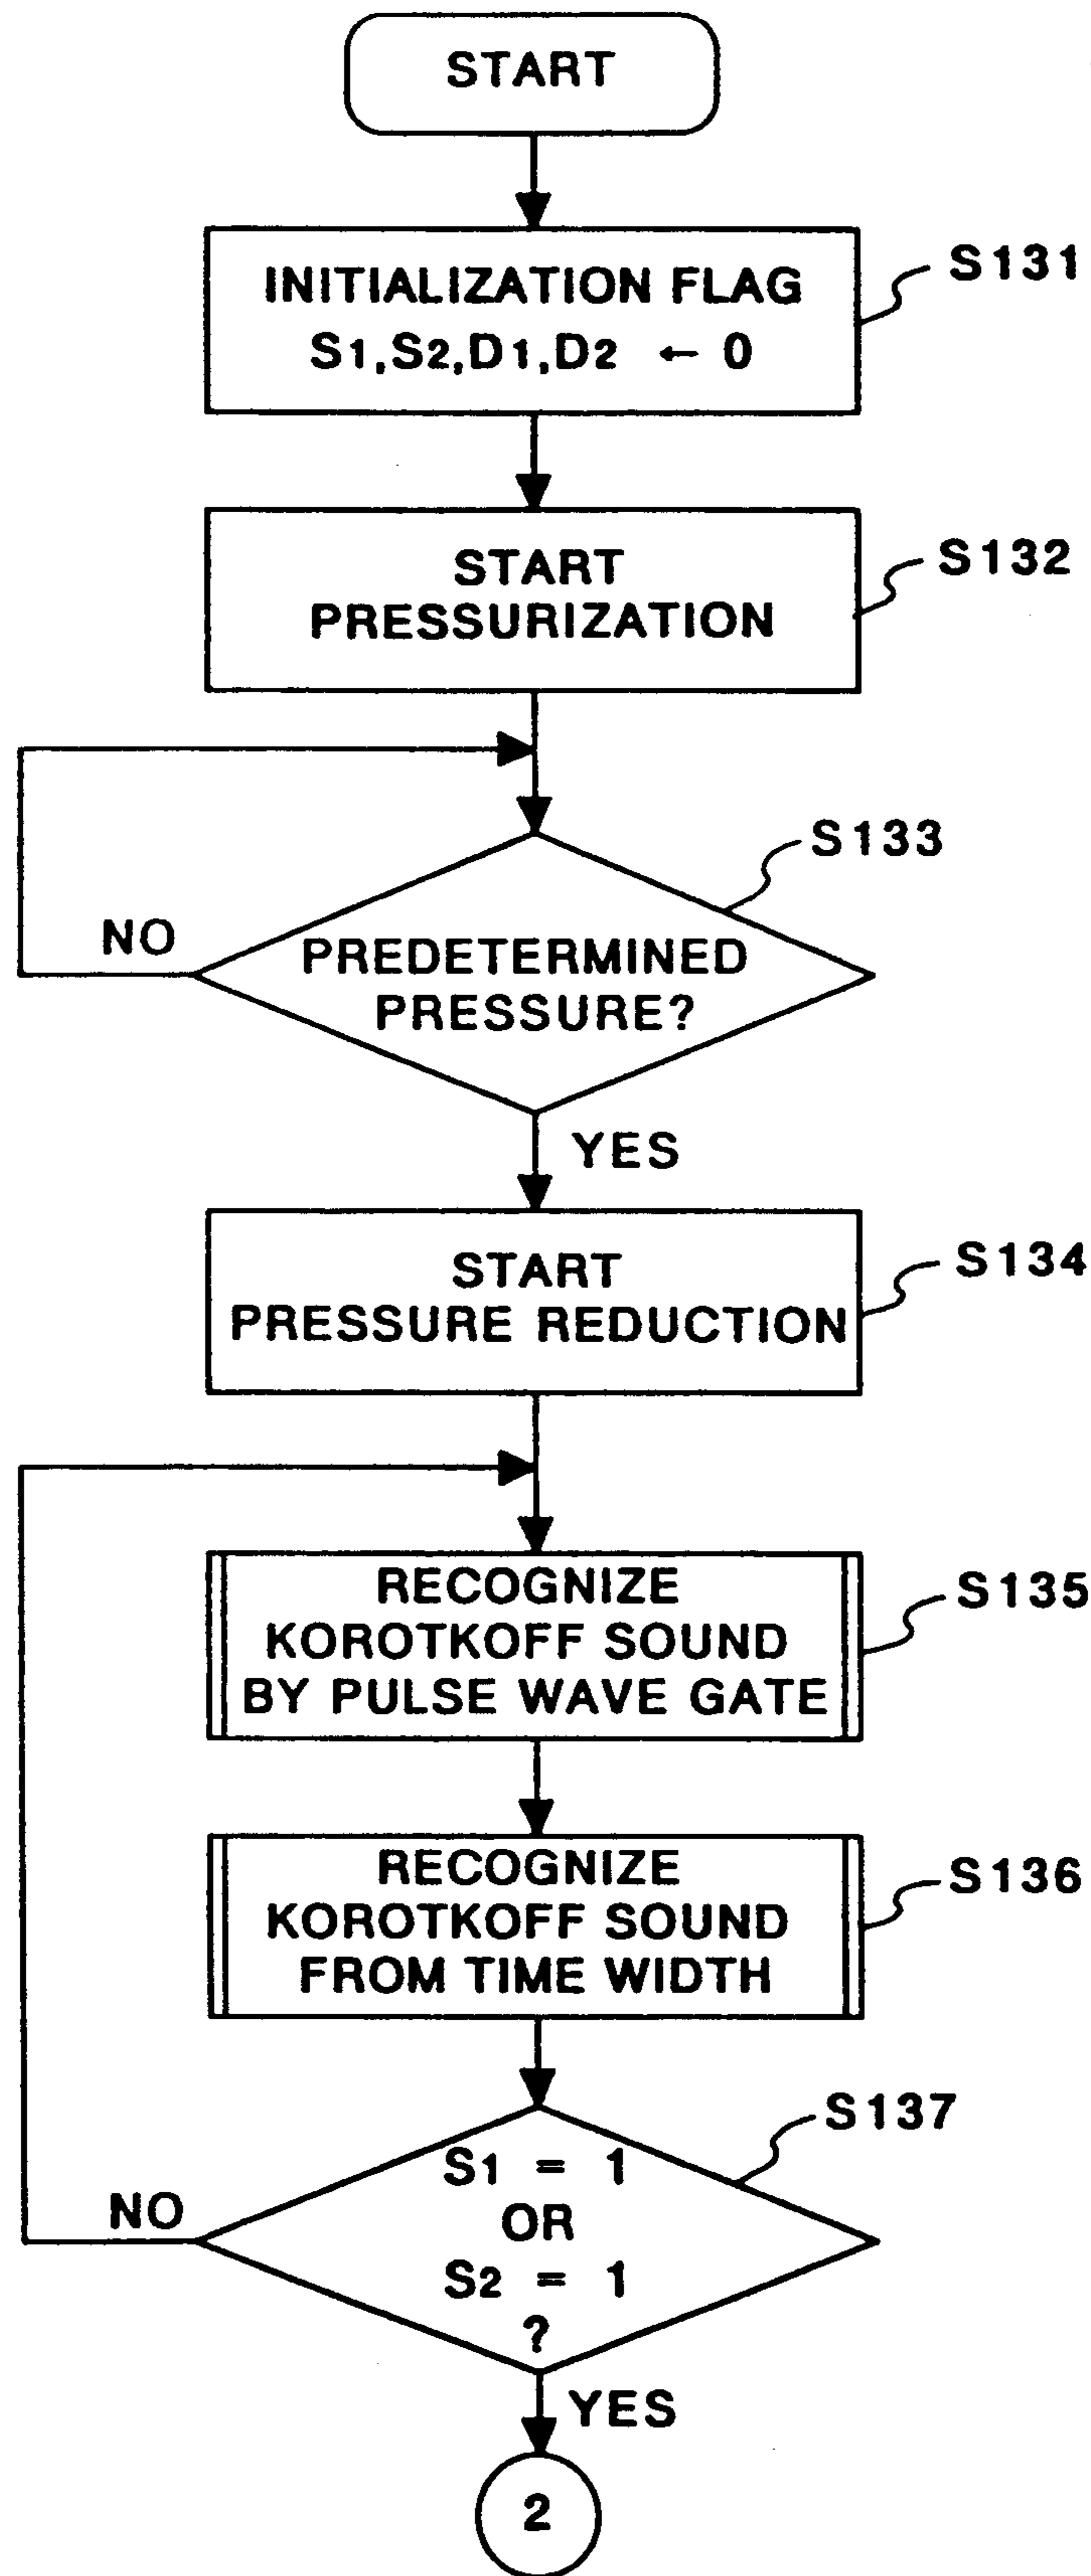 START
INITIALIZATION FLAG
S1,S2,D1,D2 ← 0
S131
START
PRESSURIZATION
S132
S133
NO
PREDETERMINED
PRESSURE?
YES
START
PRESSURE REDUCTION
S134
RECOGNIZE
KOROTKOFF SOUND
BY PULSE WAVE GATE
S135
RECOGNIZE
KOROTKOFF SOUND
FROM TIME WIDTH
S136
S137
NO
S1 = 1
OR
S2 = 1
?
YES
2